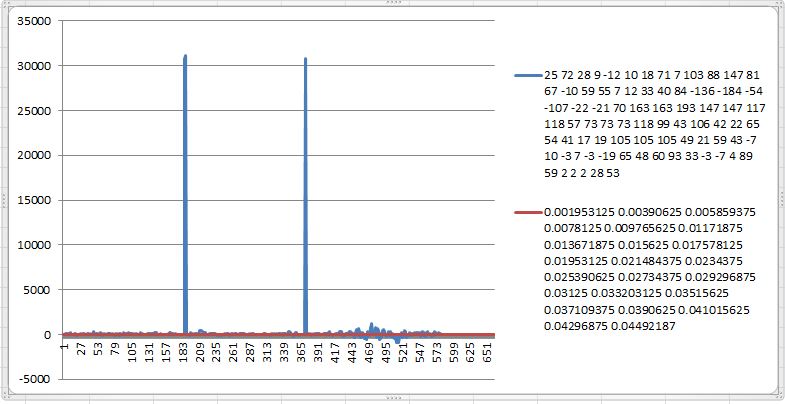 35000
30000
25000
20000
15000
10000
5000
0
-5000
1 27 53 79 105 131 157 183 209 235 261 287 313 339 365 391 417 443 469 495 521 547 573 599 625 651
25 72 28 9 -12 10 18 71 7 103 88 147 81
67 -10 59 55 7 12 33 40 84 -136 -184 -54
-107 -22 -21 70 163 163 193 147 147 117
118 57 73 73 73 118 99 43 106 42 22 65
54 41 17 19 105 105 105 49 21 59 43 -7
10 -3 7 -3 -19 65 48 60 93 33 -3 -7 4 89
59 2 2 2 28 53
0.001953125 0.00390625 0.005859375
0.0078125 0.009765625 0.01171875
0.013671875 0.015625 0.017578125
0.01953125 0.021484375 0.0234375
0.025390625 0.02734375 0.029296875
0.03125 0.033203125 0.03515625
0.037109375 0.0390625 0.041015625
0.04296875 0.04492187